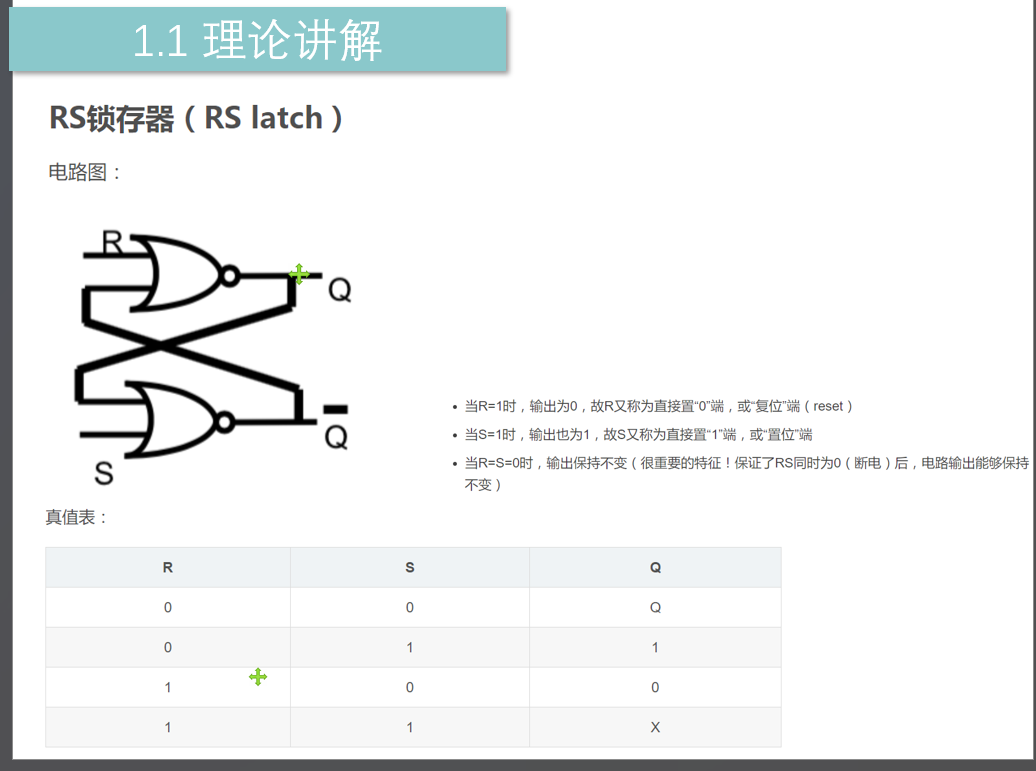 1.1 理论讲解
RS锁存器（RS latch）
电路图：
R
Q
Q
S
当R=1时，输出为0，故R又称为直接置“0”端，或“复位”端（reset）
当S=1时，输出也为1，故S又称为直接置“1”端，或“置位”端
当R=S=0时，输出保持不变（很重要的特征！保证了RS同时为0（断电）后，电路输出能够保持
不变）
真值表：
R S Q
0 0 Q
0 1 1
1 0 0
1 1 X